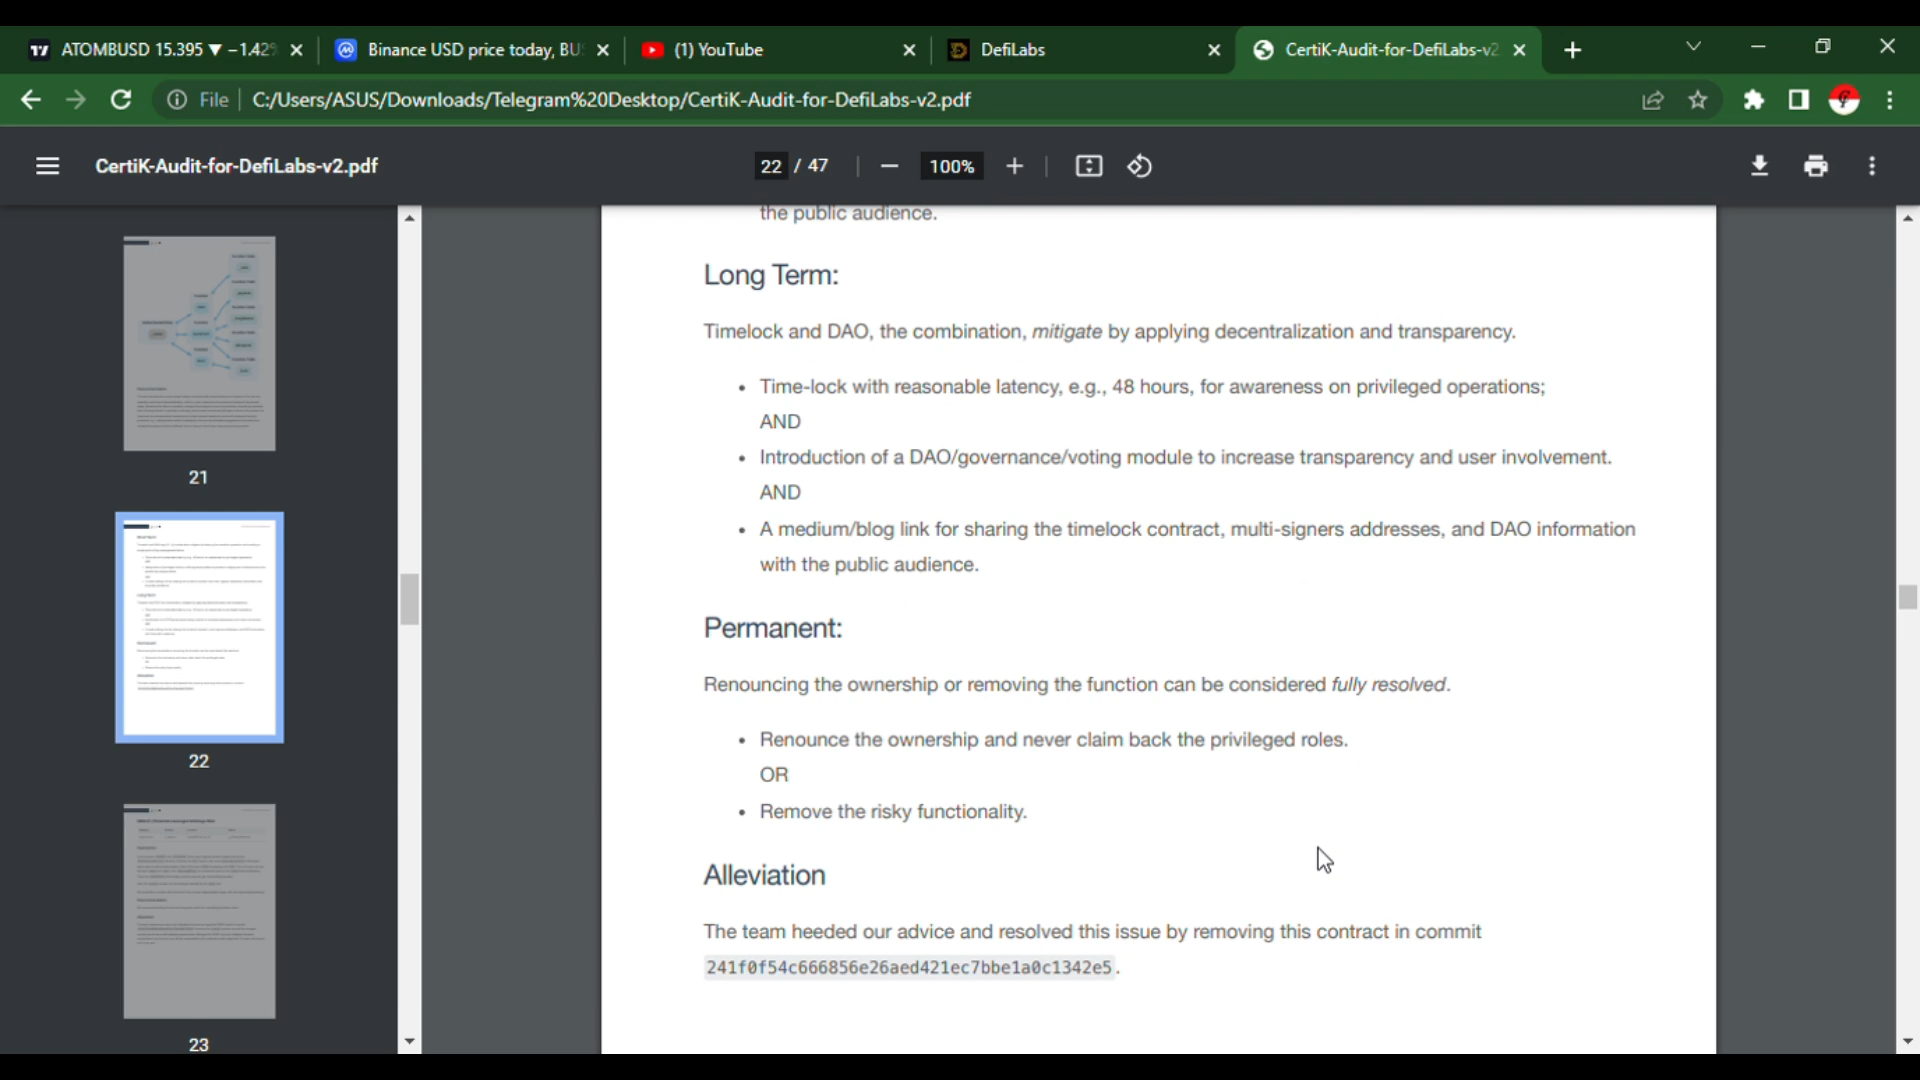 ATOMBUSD 15.395 ▼ −1.42%
Binance USD price today, BU
(1) YouTube
DefiLabs
CertiK-Audit-for-DefiLabs-v2
File
C:/Users/ASUS/Downloads/Telegram%20Desktop/CertiK-Audit-for-DefiLabs-v2.pdf
CertiK-Audit-for-DefiLabs-v2.pdf
22 / 47
100%
21
22
23
the public audience.
Long Term:
Timelock and DAO, the combination, mitigate by applying decentralization and transparency.
• Time-lock with reasonable latency, e.g., 48 hours, for awareness on privileged operations;
AND
• Introduction of a DAO/governance/voting module to increase transparency and user involvement.
AND
• A medium/blog link for sharing the timelock contract, multi-signers addresses, and DAO information
with the public audience.
Permanent:
Renouncing the ownership or removing the function can be considered fully resolved.
• Renounce the ownership and never claim back the privileged roles.
OR
• Remove the risky functionality.
Alleviation
The team heeded our advice and resolved this issue by removing this contract in commit
241f0f54c666856e26aed421ec7bbe1a0c1342e5.